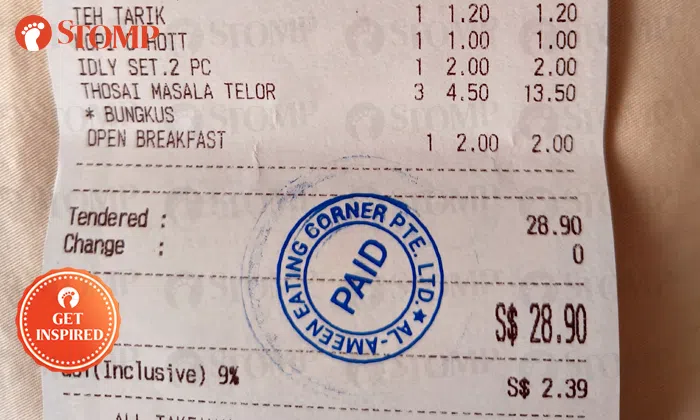 TEH TARIK 1 1.20 1.20
STOMP
KOPI O HOTT 1 1.00 1.00
IDLY SET.2 PC 1 2.00 2.00
THOSAI MASALA TELOR 3 4.50 13.50
* BUNGKUS
OPEN BREAKFAST 1 2.00 2.00
Tendered : 28.90
Change : 0
AL-AMEEN EATING CORNER PTE. LTD. ★
PAID
S$ 28.90
GET
INSPIRED
(Inclusive) 9% S$ 2.39